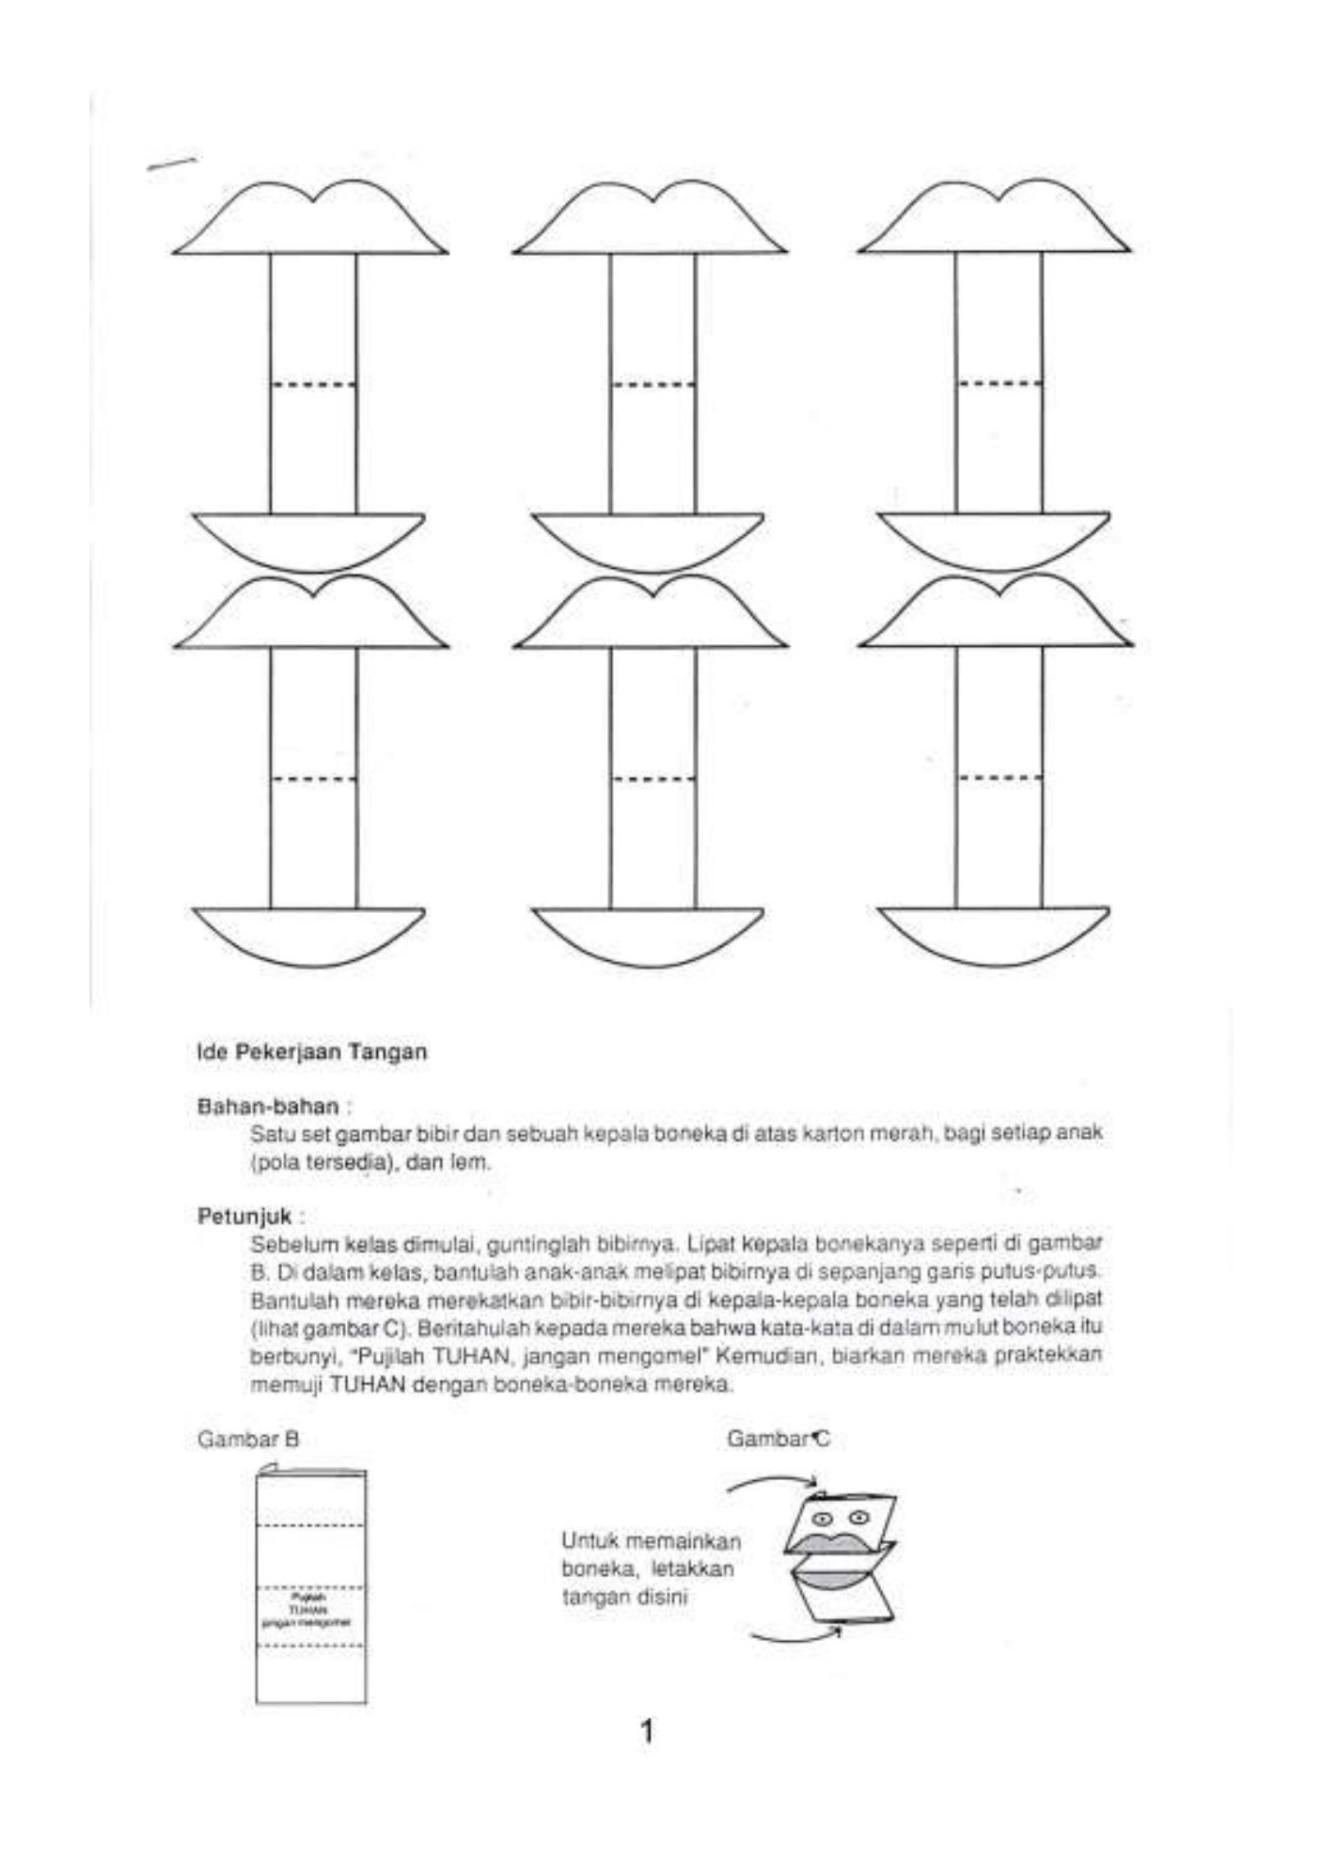 Ide Pekerjaan Tangan
Bahan-bahan :
Satu set gambar bibir dan sebuah kepala boneka di atas karton merah, bagi setiap anak
(pola tersedia), dan lem.
Petunjuk :
Sebelum kelas dimulai, guntinglah bibirnya. Lipat kepala bonekanya seperti di gambar
B. Di dalam kelas, bantulah anak-anak melipat bibirnya di sepanjang garis putus-putus.
Bantulah mereka merekatkan bibir-bibirnya di kepala-kepala boneka yang telah dilipat
(lihat gambar C). Beritahulah kepada mereka bahwa kata-kata di dalam mulut boneka itu
berbunyi, "Pujilah TUHAN, jangan mengomel" Kemudian, biarkan mereka praktekkan
memuji TUHAN dengan boneka-boneka mereka.
Gambar B
Gambar C
Untuk memainkan
boneka, letakkan
tangan disini
Pujilah
TUHAN
jangan mengomel
1